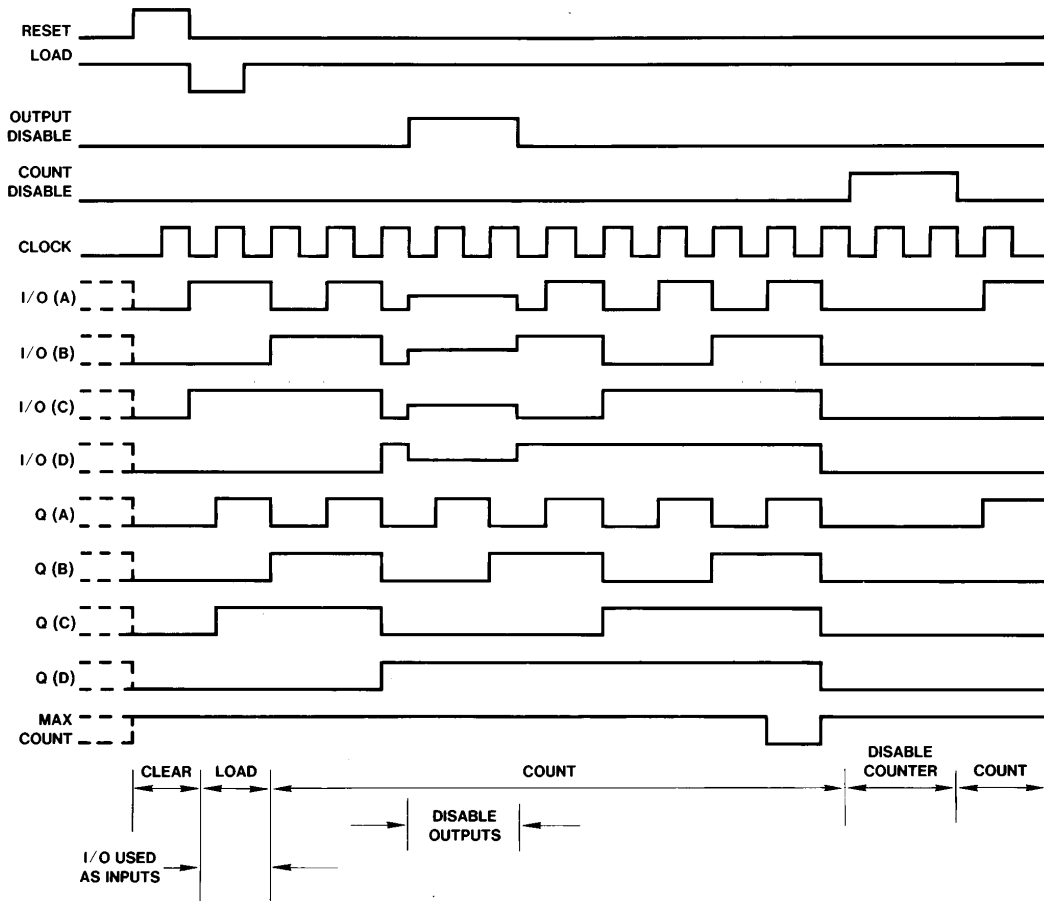 RESET
LOAD
OUTPUT
DISABLE
COUNT
DISABLE
CLOCK
I/O (A)
I/O (B)
I/O (C)
I/O (D)
Q (A)
Q (B)
Q (C)
Q (D)
MAX
COUNT
CLEAR
LOAD
COUNT
DISABLE
COUNTER
COUNT
DISABLE
OUTPUTS
I/O USED
AS INPUTS